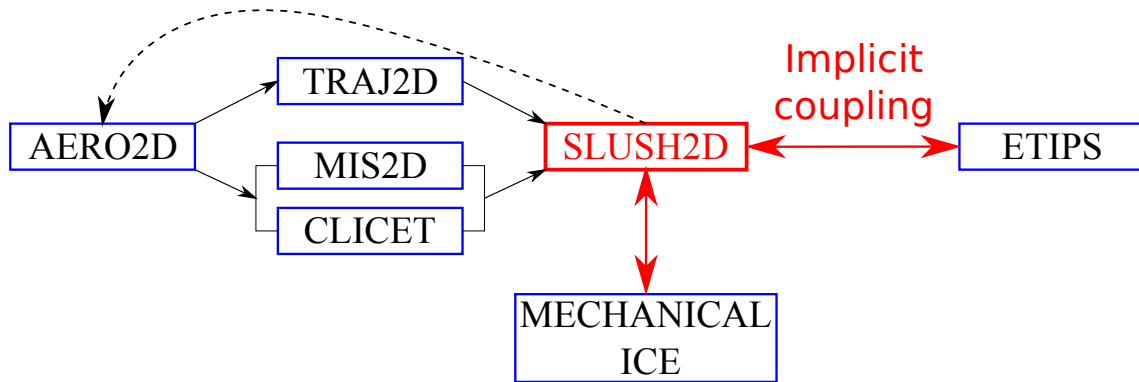 TRAJ2D
Implicit
coupling
AERO2D
MIS2D
SLUSH2D
ETIPS
CLICET
MECHANICAL
ICE